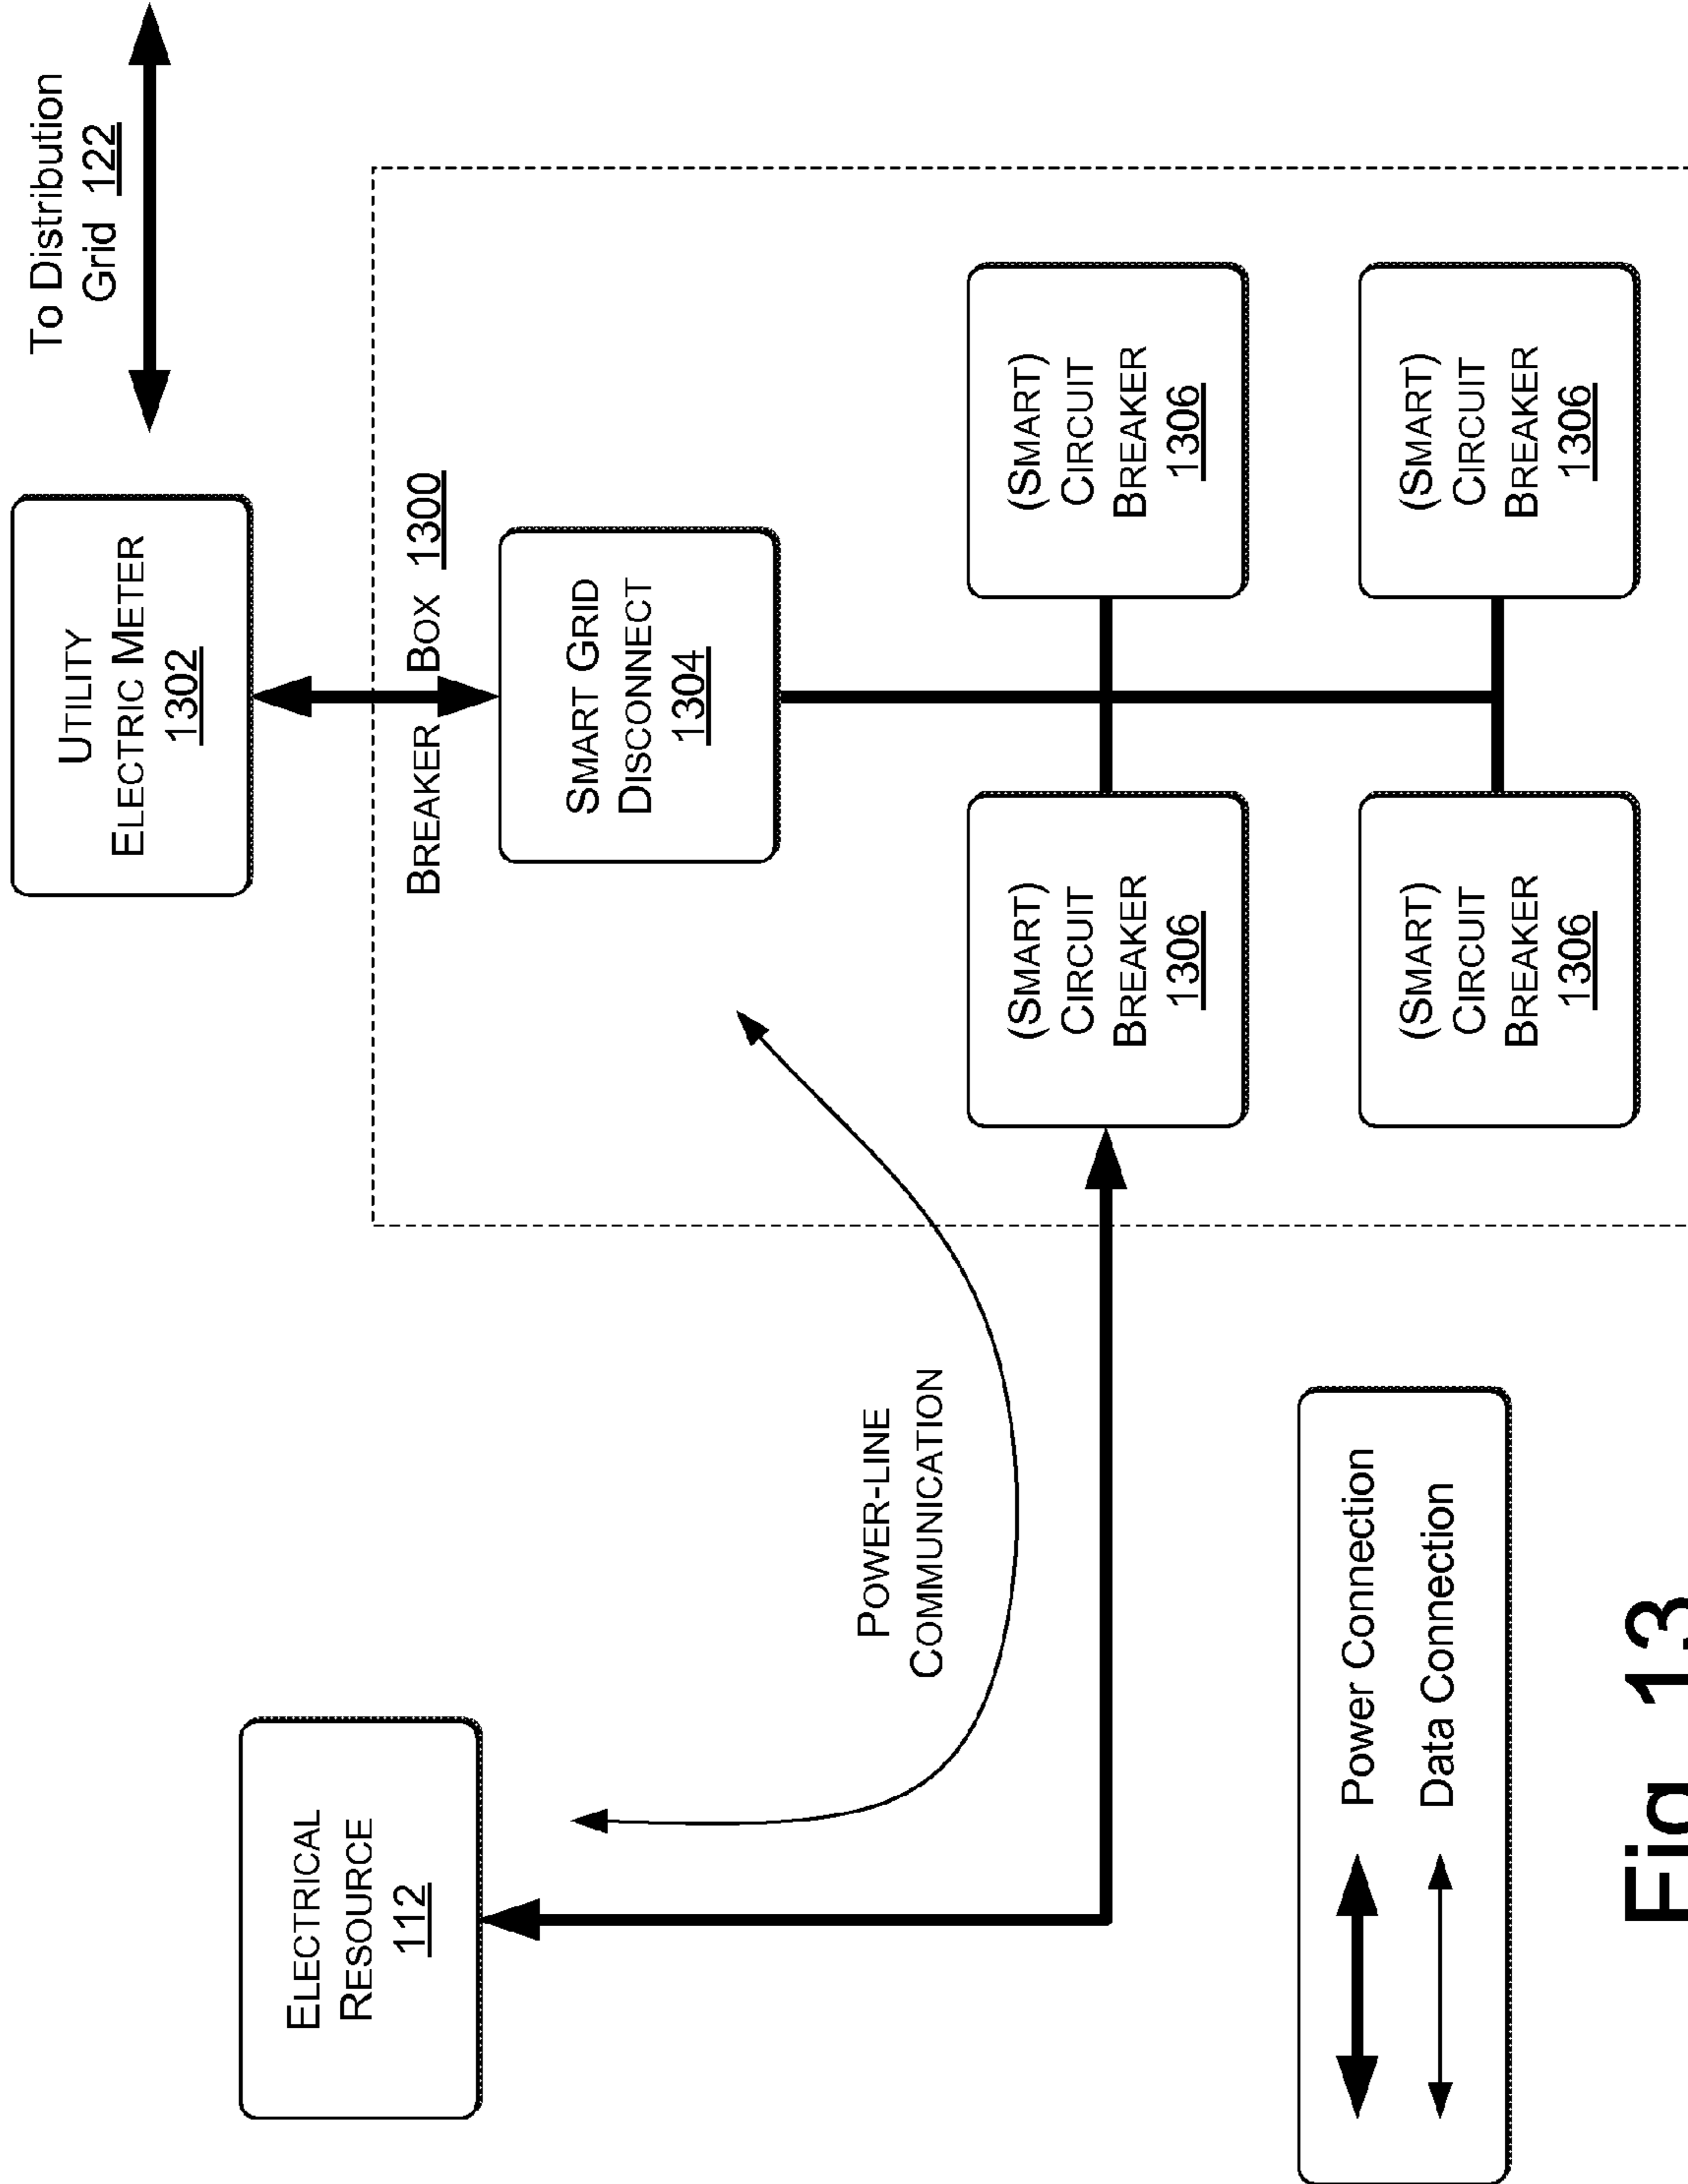 To Distribution
Grid 122
UTILITY
ELECTRIC METER
1302
BREAKER BOX 1300
SMART GRID
DISCONNECT
1304
ELECTRICAL
RESOURCE
112
POWER-LINE
COMMUNICATION
(SMART)
CIRCUIT
BREAKER
1306
(SMART)
CIRCUIT
BREAKER
1306
(SMART)
CIRCUIT
BREAKER
1306
(SMART)
CIRCUIT
BREAKER
1306
Power Connection
Data Connection
Fig. 13